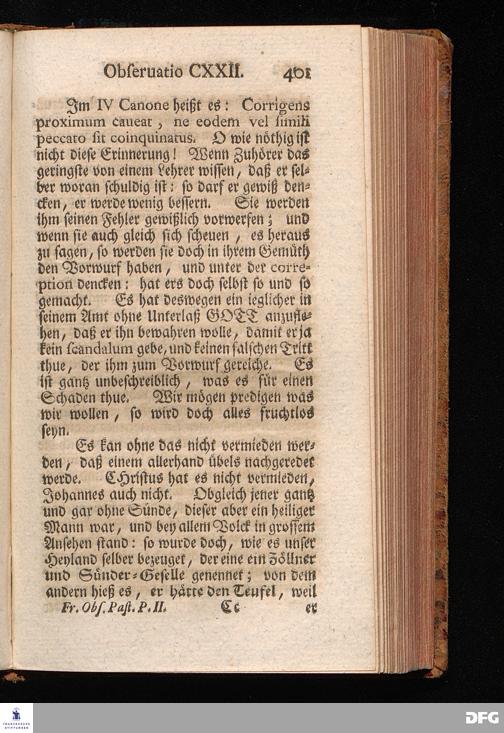 Obſeruatio CXXII. 401
Im IV Canone heißt es: Corrigens
proximum caueat, ne eodem vel ſimili
peccato ſit coinquinatus. O wie nöthig iſt
nicht dieſe Erinnerung! Wenn Zuhörer das
geringſte von einem Lehrer wiſſen, daß er ſel-
ber woran ſchuldig iſt: ſo darf er gewiß den-
cken, er werde wenig beſſern. Sie werden
ihm ſeinen Fehler gewißlich vorwerfen; und
wenn ſie auch gleich ſich ſcheuen, es heraus
zu ſagen, ſo werden ſie doch in ihrem Gemüth
den Vorwurf haben, und unter der corre-
ption dencken: hat ers doch ſelbſt ſo und ſo
gemacht. Es hat deswegen ein ieglicher in
ſeinem Amt ohne Unterlaß GOTT anzufle-
hen, daß er ihn bewahren wolle, damit er ja
kein ſcandalum gebe, und keinen falſchen Tritt
thue, der ihm zum Vorwurf gereiche. Es
iſt gantz unbeſchreiblich, was es für einen
Schaden thue. Wir mögen predigen was
wir wollen, ſo wird doch alles fruchtlos
ſeyn.
Es kan ohne das nicht vermieden wer-
den, daß einem allerhand übels nachgeredet
werde. CHriſtus hat es nicht vermieden,
Johannes auch nicht. Obgleich jener gantz
und gar ohne Sünde, dieſer aber ein heiliger
Mann war, und bey allem Volck in groſſem
Anſehen ſtand: ſo wurde doch, wie es unſer
Heyland ſelber bezeuget, der eine ein Zöllner
und Sünder-Geſelle genennet; von dem
andern hieß es, er hätte den Teufel, weil
Fr. Obſ. Paſt. P. II. Cc er
FRANCKESCHE
STIFTUNGEN
DFG